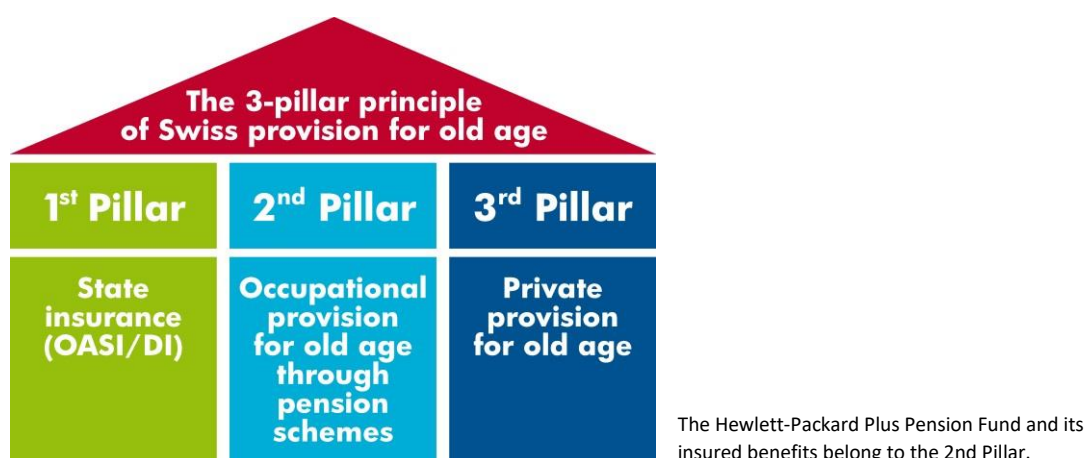 The 3-pillar principle
of Swiss provision for old age
1st Pillar
2nd Pillar
3rd Pillar
State
insurance
(OASI/DI)
Occupational
provision
for old age
through
pension
schemes
Private
provision
for old age
The Hewlett-Packard Plus Pension Fund and its
insured benefits belong to the 2nd Pillar.